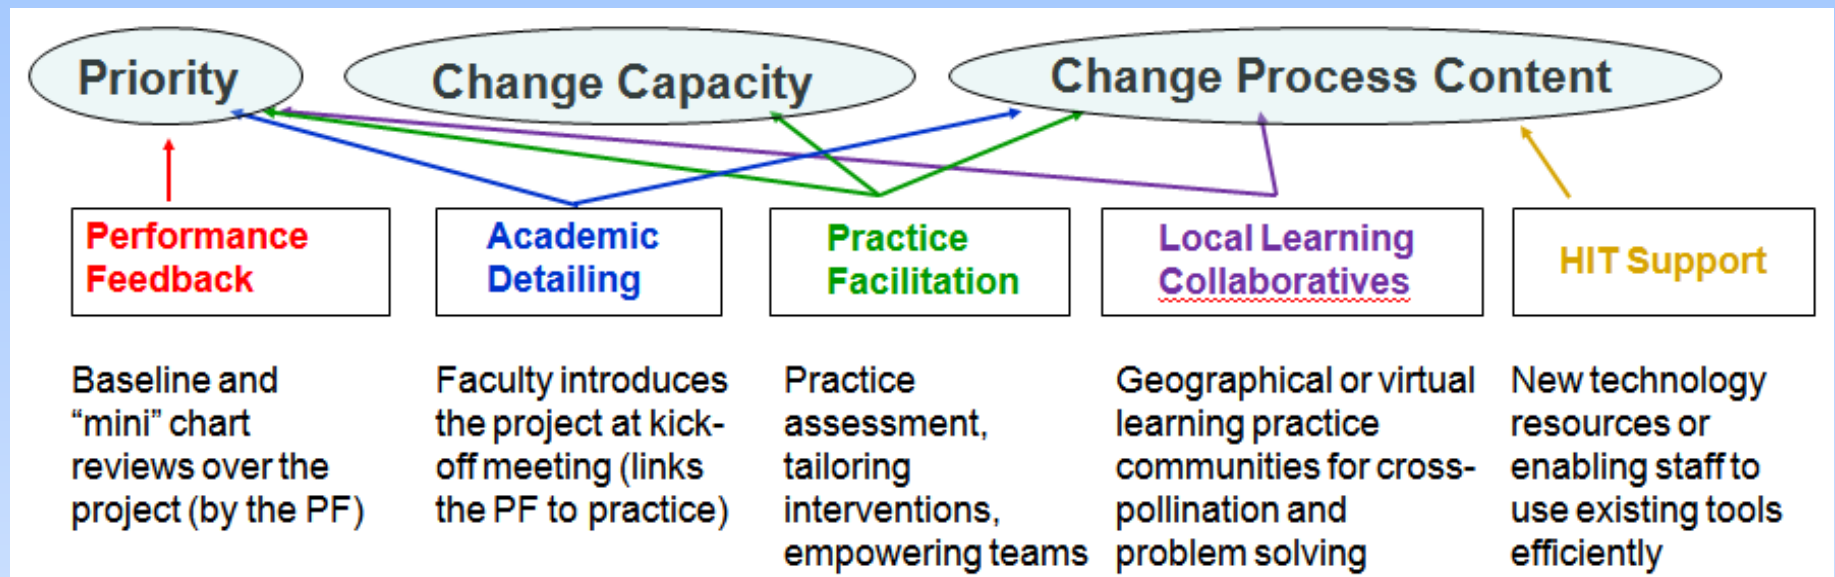 Priority
Change Capacity
Change Process Content
Performance
Feedback
Academic
Detailing
Practice
Facilitation
Local Learning
Collaboratives
HIT Support
Baseline and
“mini” chart
reviews over the
project (by the PF)
Faculty introduces
the project at kick-
off meeting (links
the PF to practice)
Practice
assessment,
tailoring
interventions,
empowering teams
Geographical or virtual
learning practice
communities for cross-
pollination and
problem solving
New technology
resources or
enabling staff to
use existing tools
efficiently